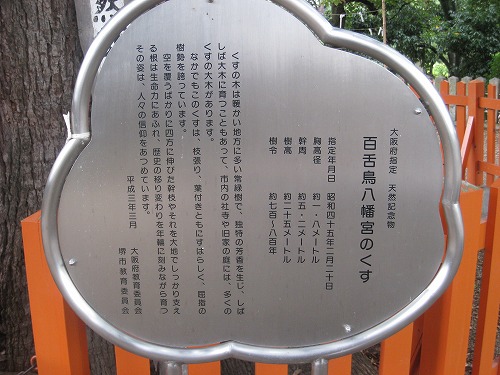 大阪府指定 天然記念物
百舌鳥八幡宮のくす
指定年月日 昭和四十五年二月二十日
胸高径 約一・八メートル
幹周 約五・二メートル
樹高 約二十五メートル
樹令 約七百～八百年
くすの木は暖かい地方に多い常緑樹で、独特の芳香を生じ、しば
しば大木に育つこともあって、市内の社寺や旧家の庭には、多くの
くすの大木があります。
なかでもこのくすは、枝張り、葉付きともにすばらしく、屈指の
樹勢を誇っています。
空を覆うばかりに四方に伸びた幹枝やそれを大地でしっかり支え
る根は生命力にあふれ、歴史の移り変わりを年輪に刻みながら育つ
その姿は、人々の信仰をあつめています。
平成三年三月
大阪府教育委員会
堺市教育委員会